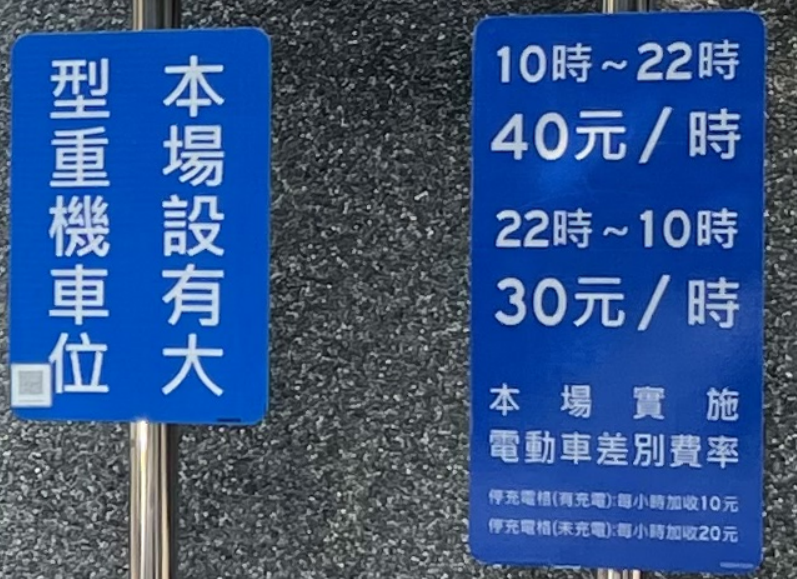 本場設有大
型重機車位
10時~22時
40元/時
22時~10時
30元/時
本場實施
電動車差別費率
停充電格(有充電):每小時加收10元
停充電格(未充電):每小時加收20元